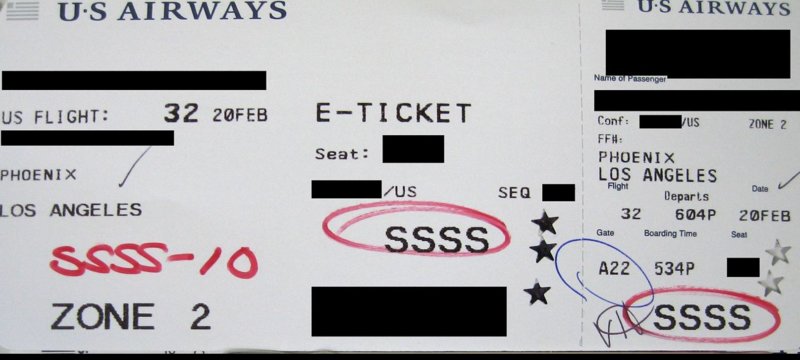 U·S AIRWAYS
US FLIGHT: 32 20FEB
PHOENIX
LOS ANGELES
SSSS-10
ZONE 2
E-TICKET
Seat:
/US SEQ
SSSS
U·S AIRWAYS
Name of Passenger
Conf: /US ZONE 2
FF#:
PHOENIX
LOS ANGELES
Flight Departs Date
32 604P 20FEB
Gate Boarding Time Seat
A22 534P
SSSS